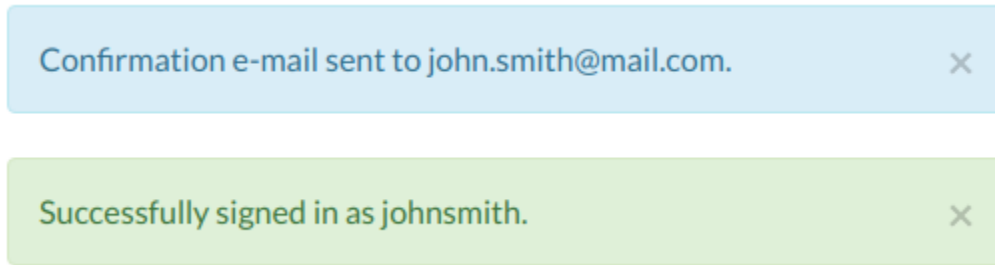 Confirmation e-mail sent to john.smith@mail.com.
Successfully signed in as johnsmith.